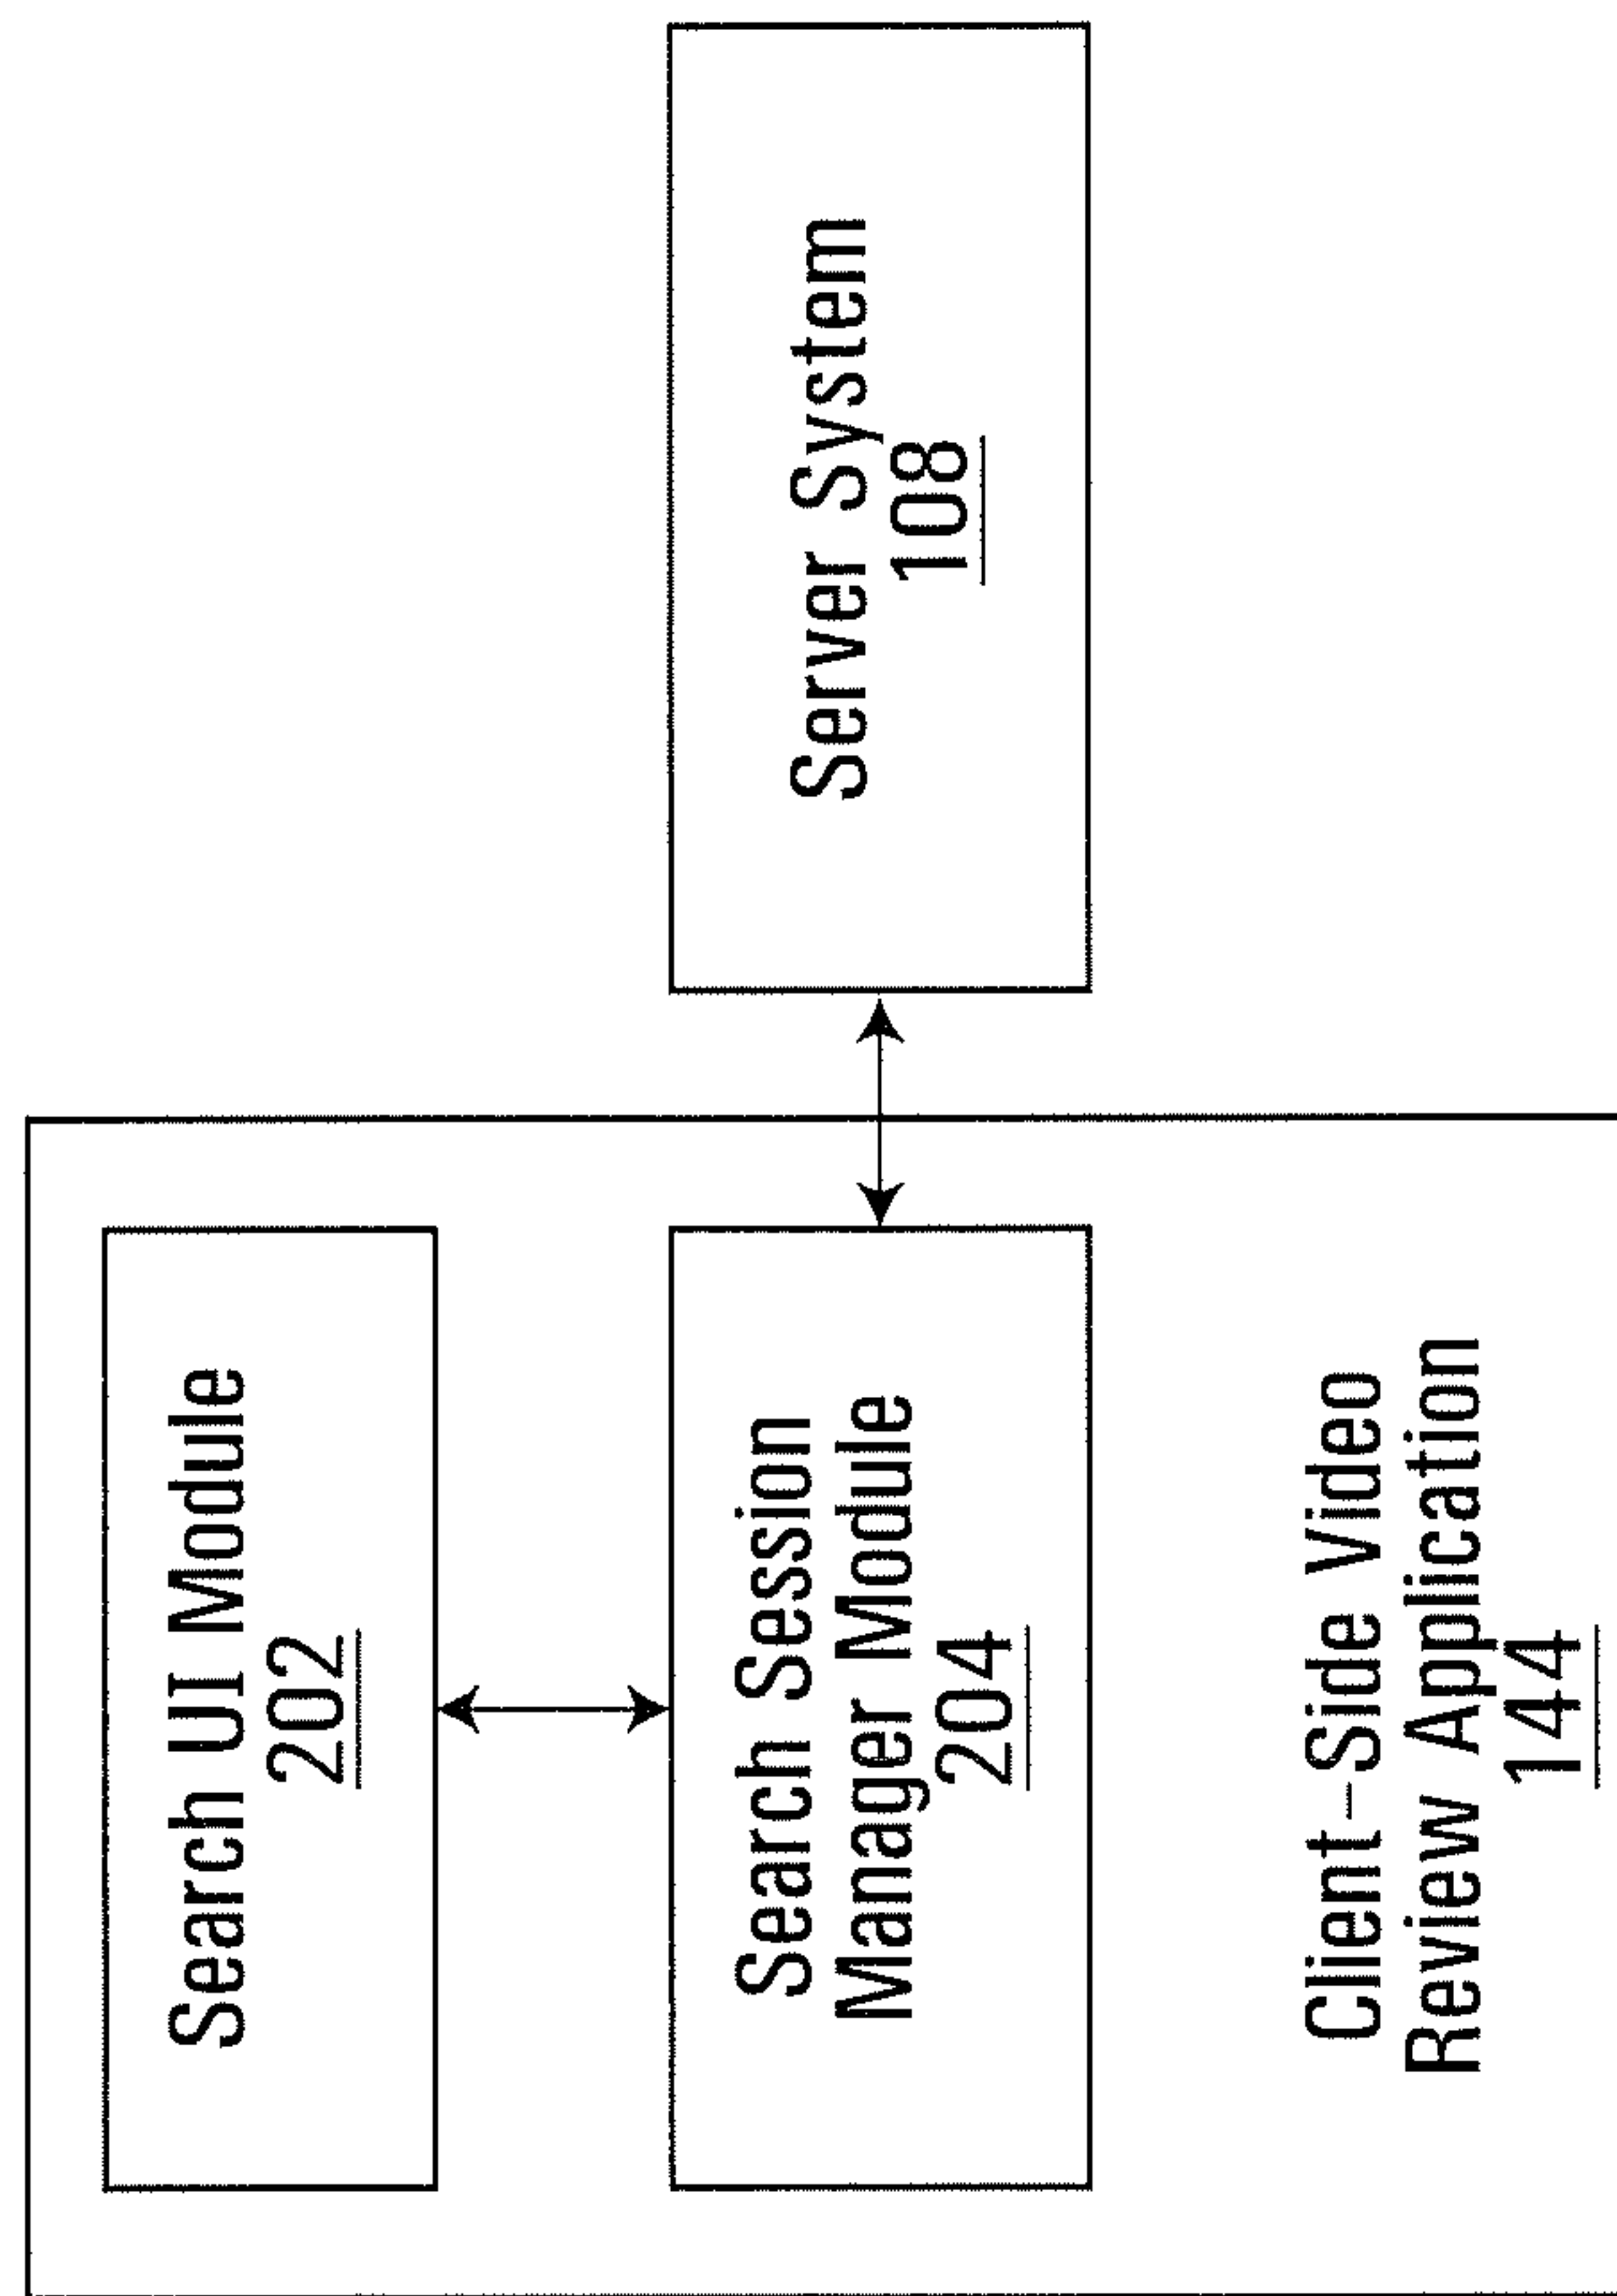 Search UI Module
202
Search Session
Manager Module
204
Client-Side Video
Review Application
144
Server System
108